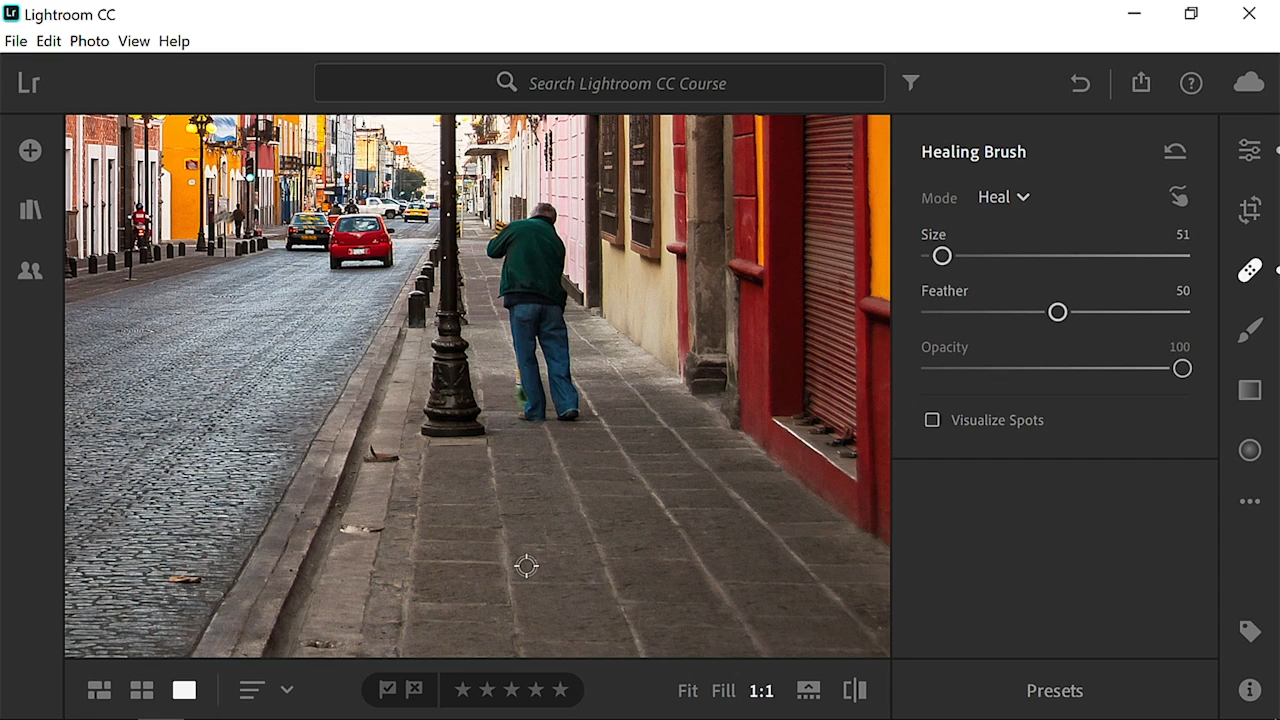 Lr Lightroom CC
File Edit Photo View Help
Lr
Search Lightroom CC Course
Healing Brush
Mode Heal
Size 51
Feather 50
Opacity 100
Visualize Spots
Fit Fill 1:1
Presets